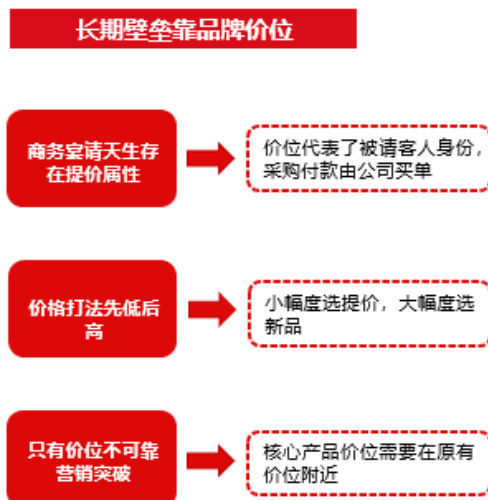 长期壁垒靠品牌价位
商务宴请天生存
在提价属性
价位代表了被请客人身份，
采购付款由公司买单
价格打法先低后
高
小幅度选提价，大幅度选
新品
只有价位不可靠
营销突破
核心产品价位需要在原有
价位附近